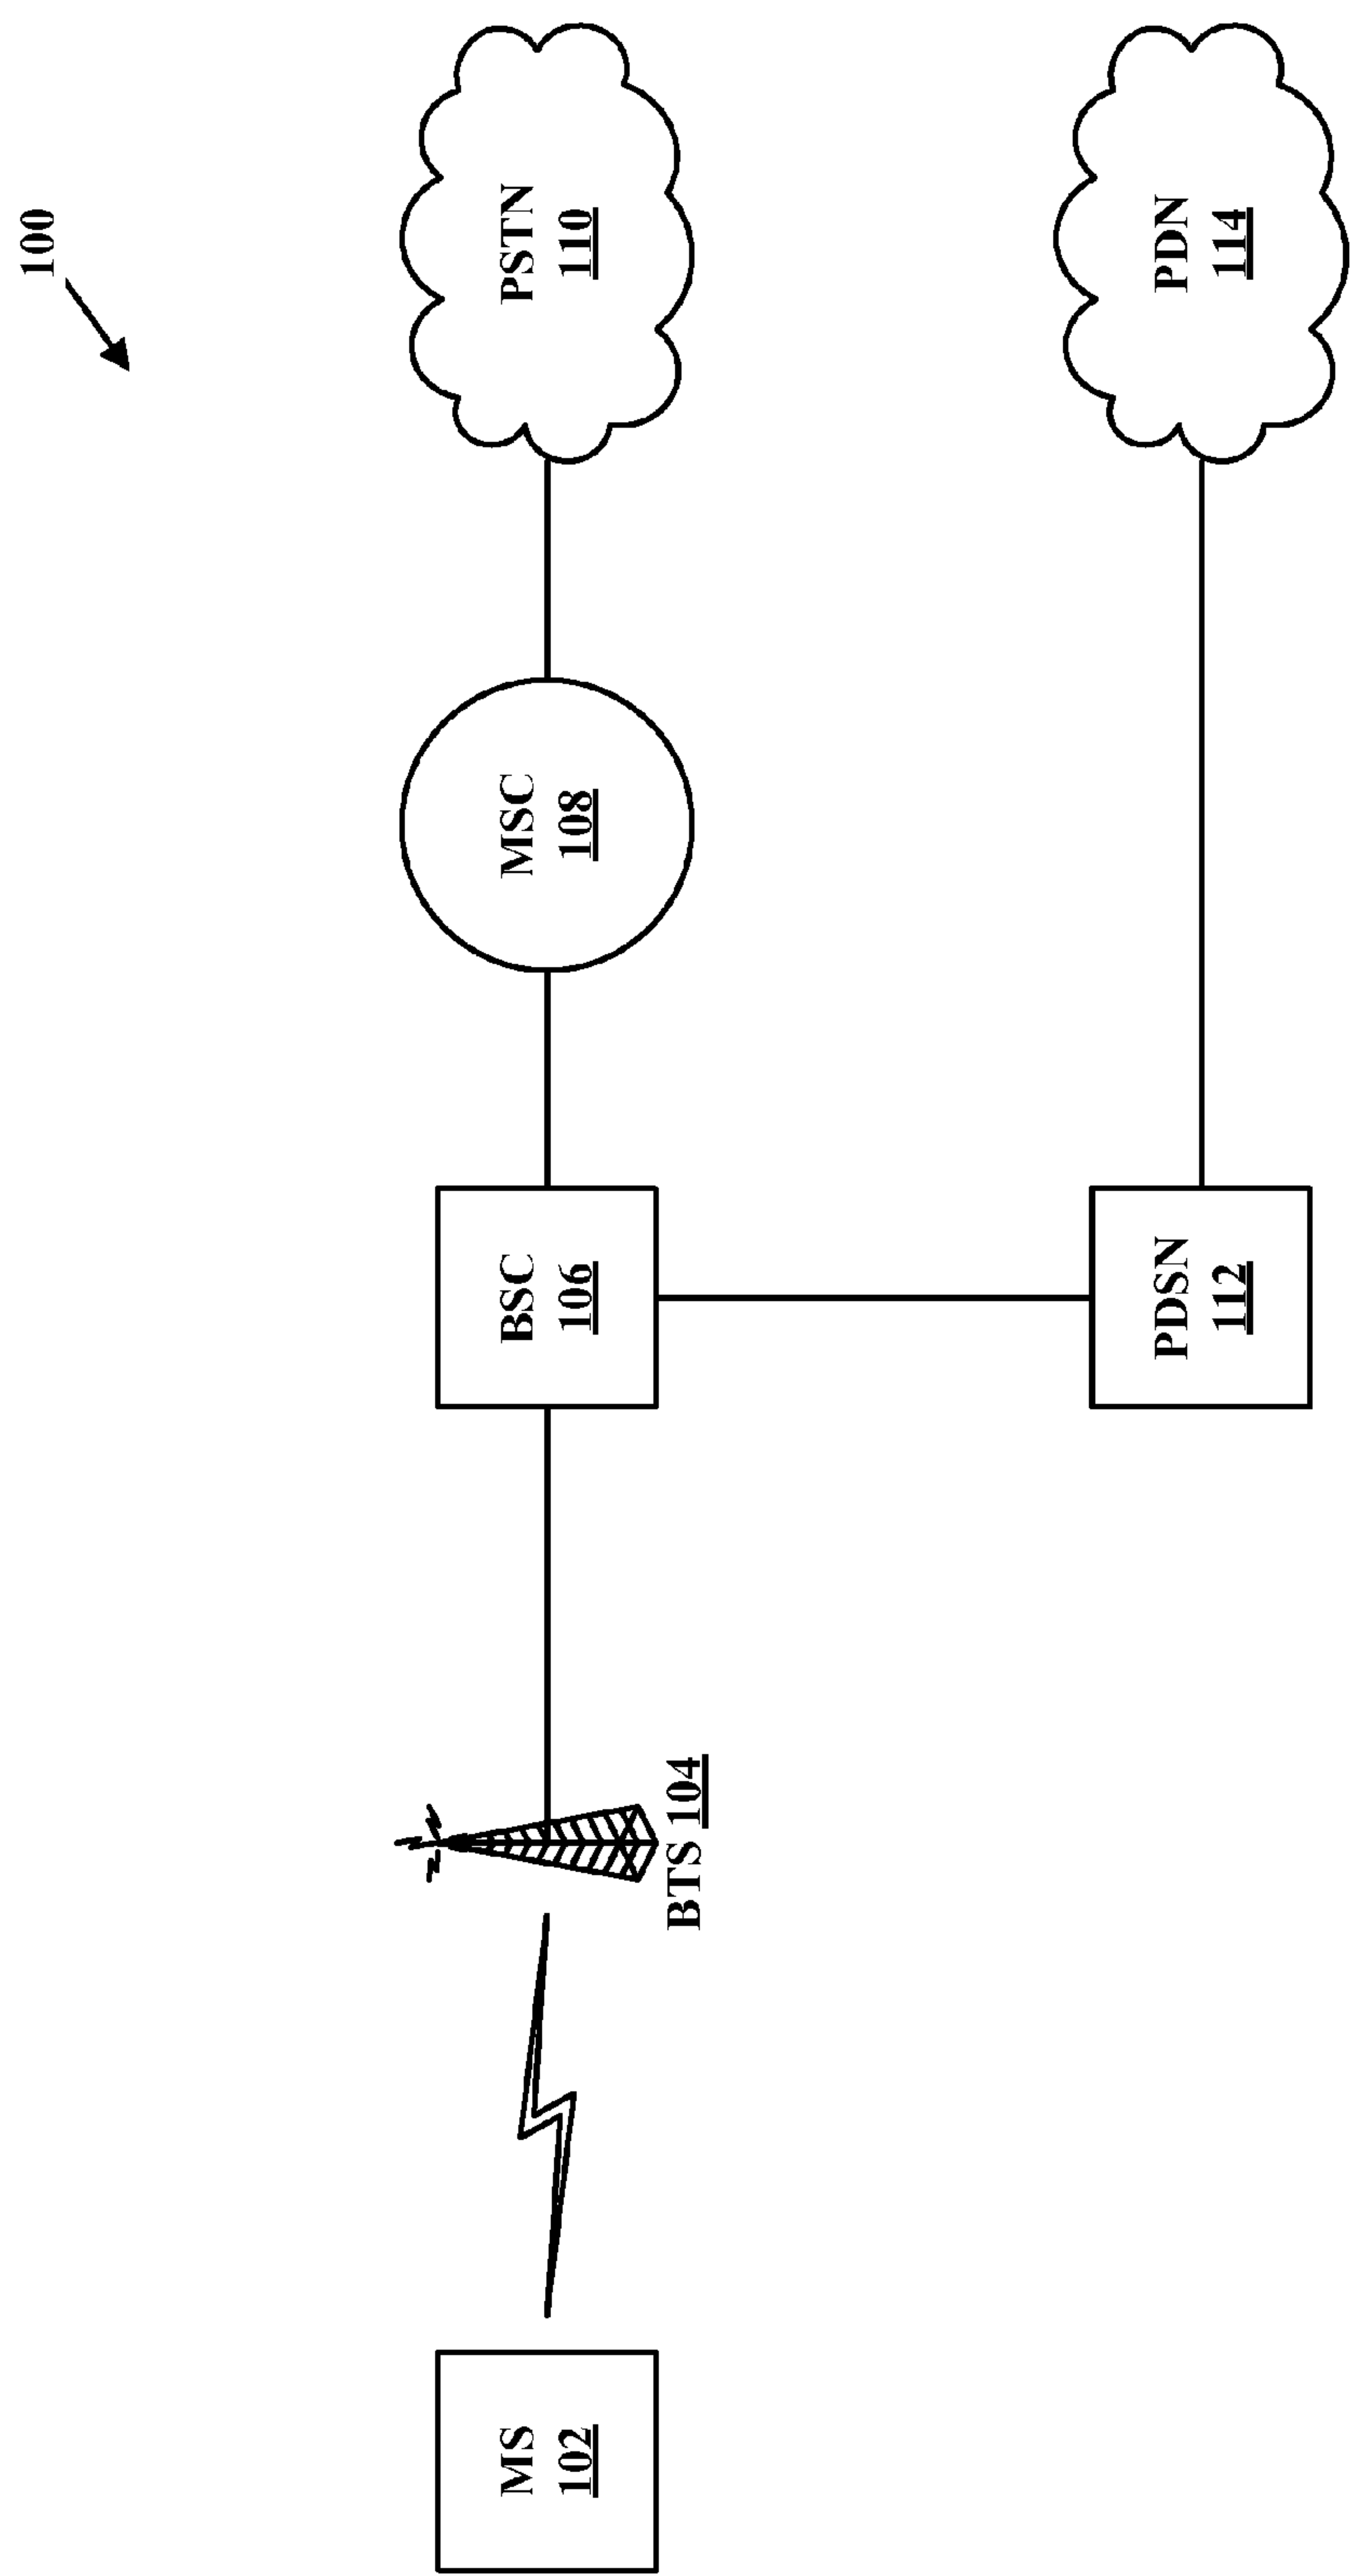 100
MS
102
BTS 104
BSC
106
MSC
108
PSTN
110
PDSN
112
PDN
114